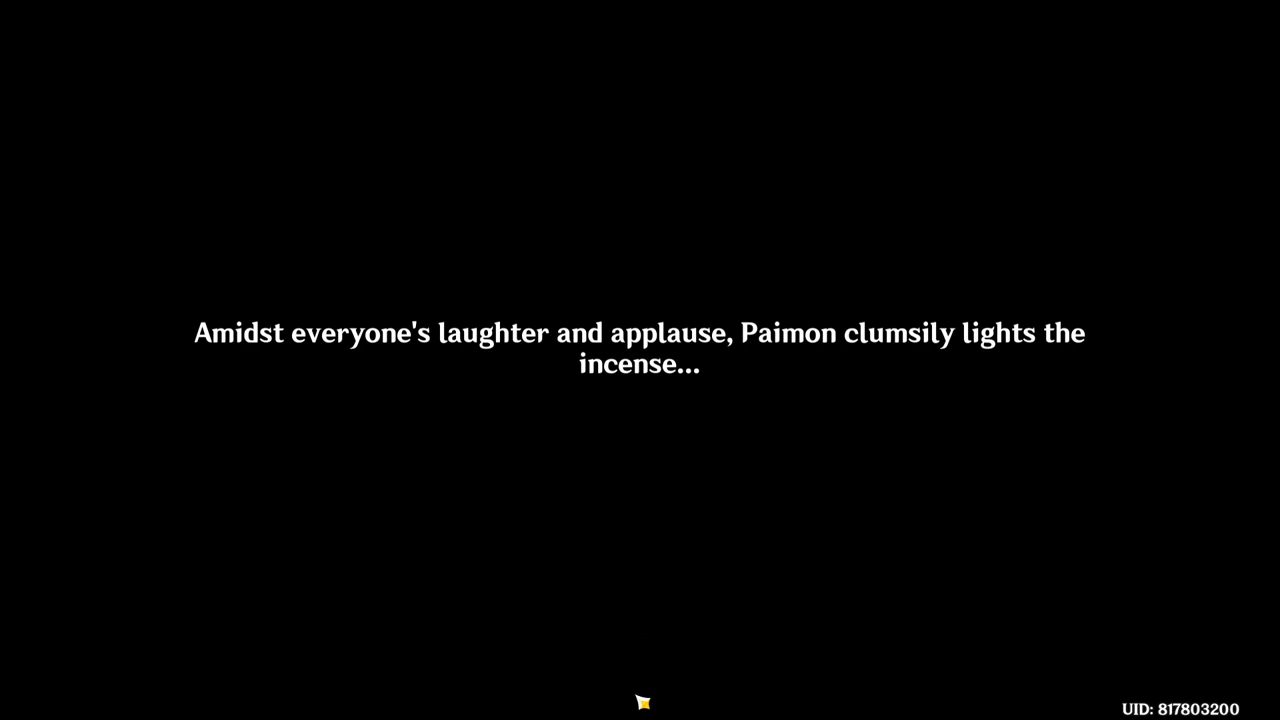 Amidst everyone's laughter and applause, Paimon clumsily lights the
incense...
UID: 817803200